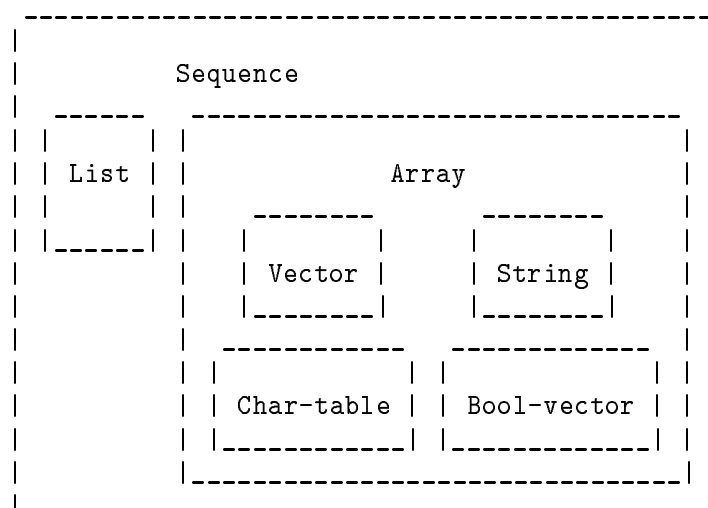 Sequence
List
Array
Vector
String
Char-table
Bool-vector